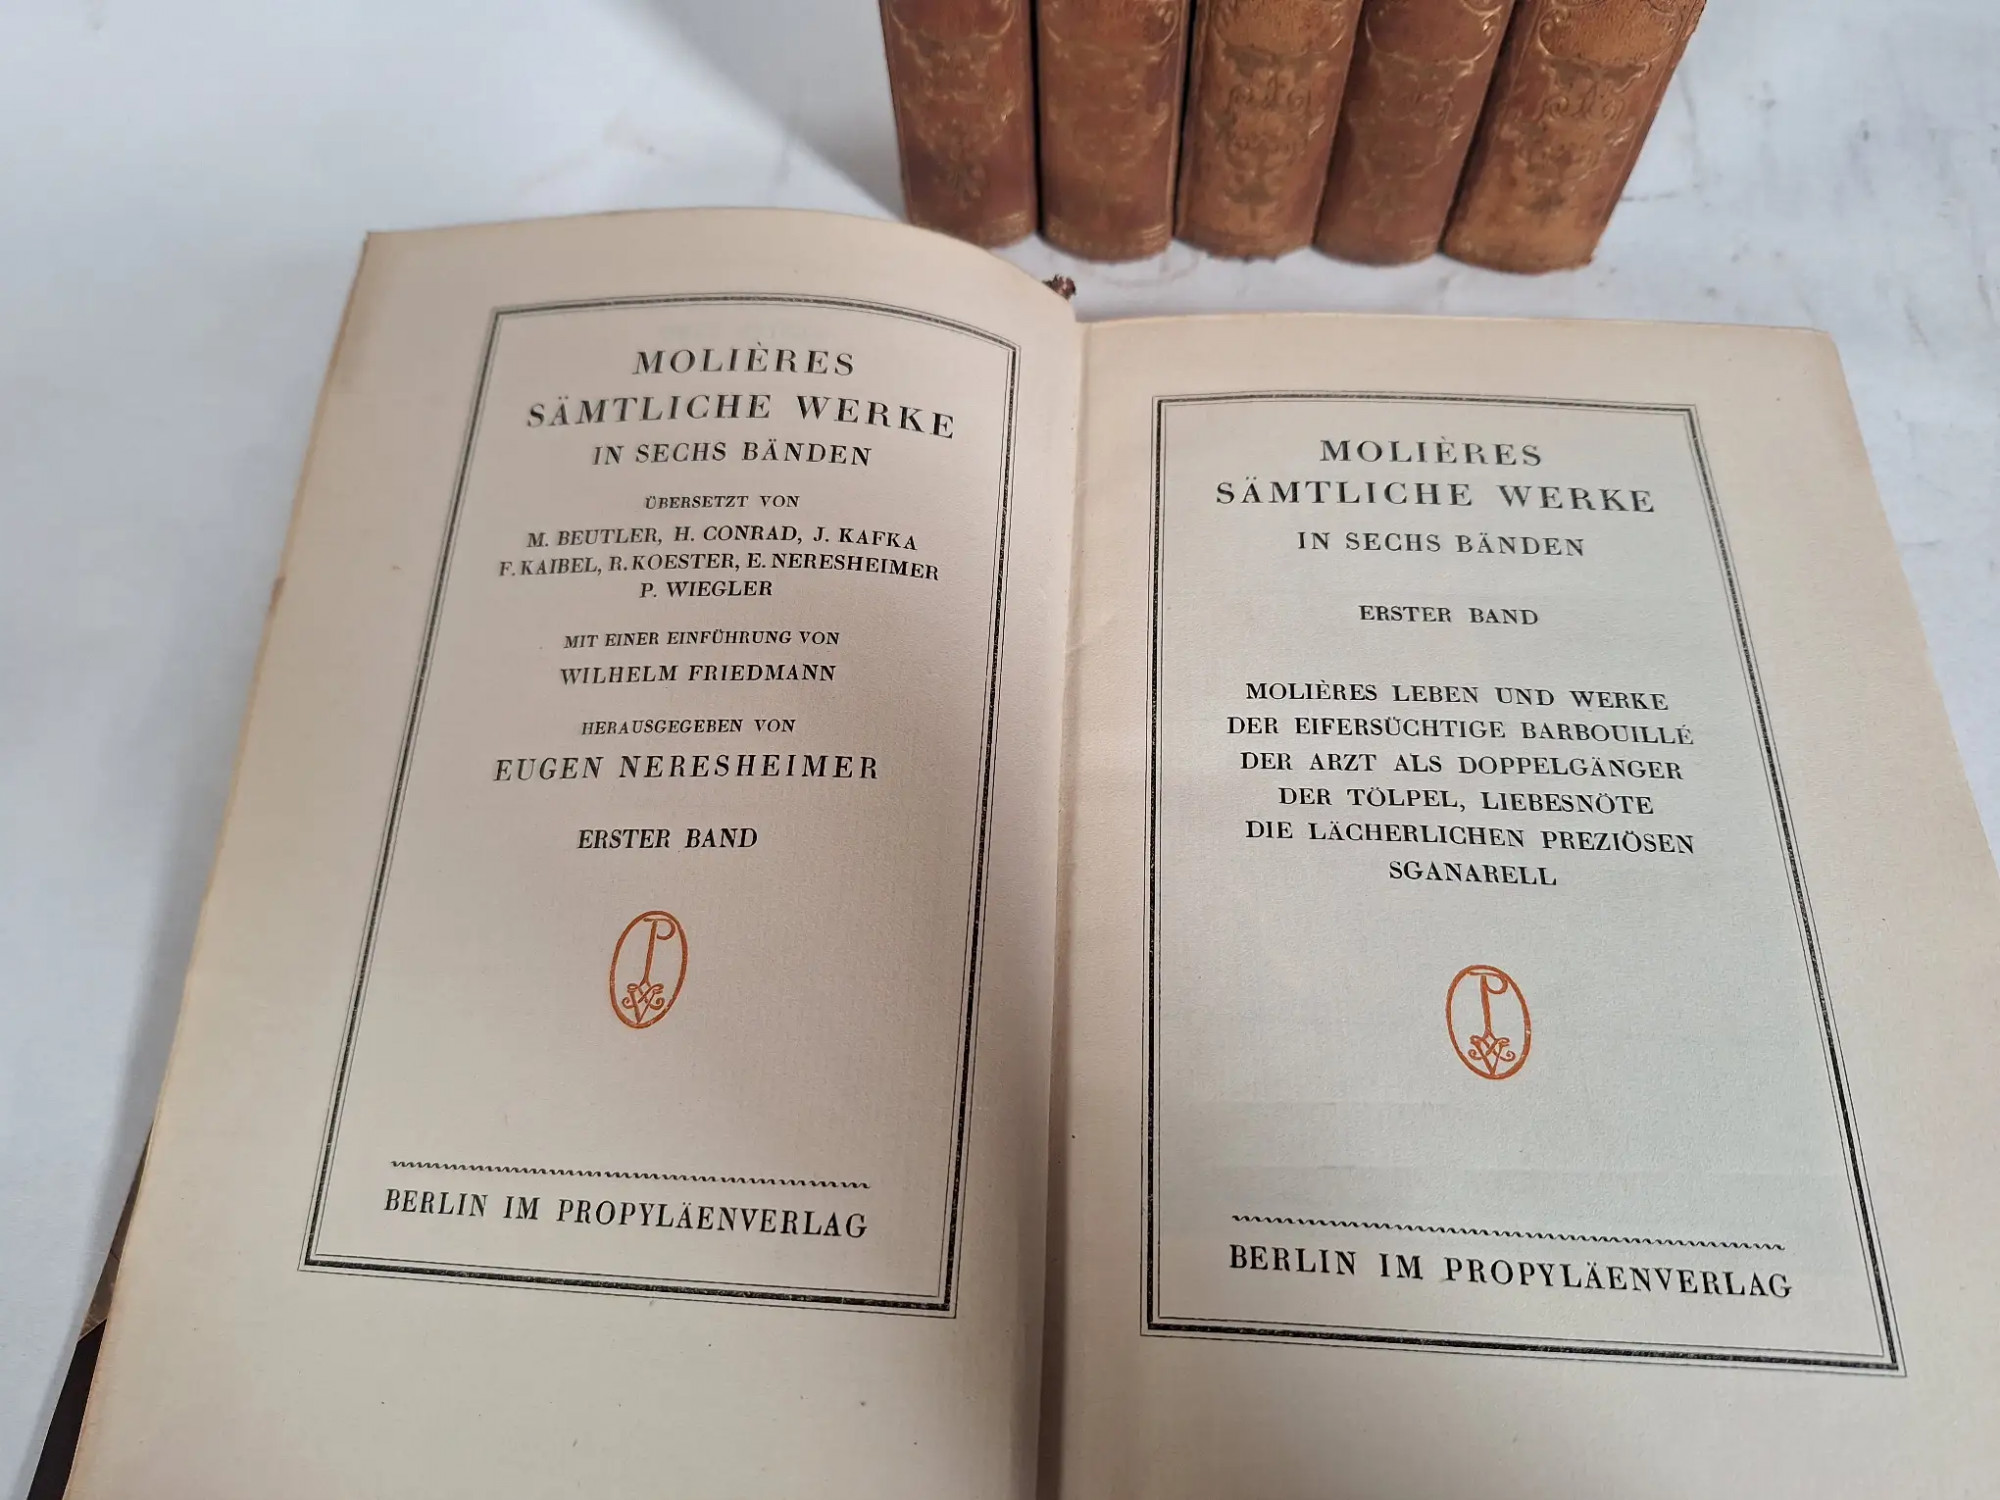 MOLIÈRES
SÄMTLICHE WERKE
IN SECHS BÄNDEN
ÜBERSETZT VON
M. BEUTLER, H. CONRAD, J. KAFKA
F. KAIBEL, R. KOESTER, E. NERESHEIMER
P. WIEGLER
MIT EINER EINFÜHRUNG VON
WILHELM FRIEDMANN
HERAUSGEGEBEN VON
EUGEN NERESHEIMER
ERSTER BAND
BERLIN IM PROPYLÄENVERLAG
MOLIÈRES
SÄMTLICHE WERKE
IN SECHS BÄNDEN
ERSTER BAND
MOLIÈRES LEBEN UND WERKE
DER EIFERSÜCHTIGE BARBOUILLÉ
DER ARZT ALS DOPPELGÄNGER
DER TÖLPEL, LIEBESNÖTE
DIE LÄCHERLICHEN PREZIÖSEN
SGANARELL
BERLIN IM PROPYLÄENVERLAG